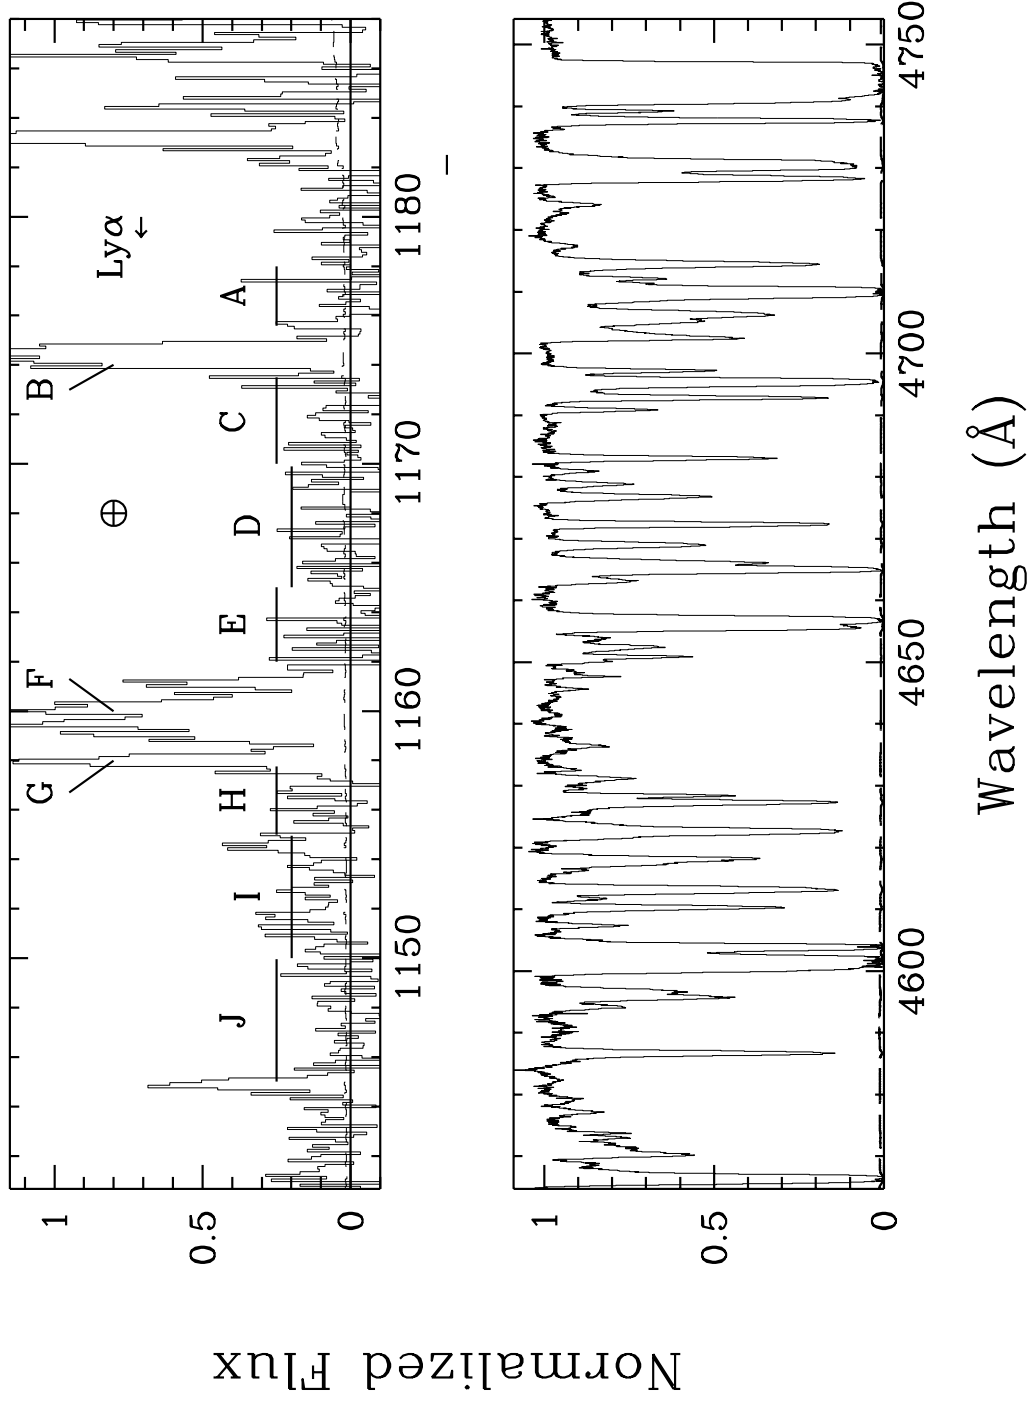 Normalized Flux
1
0.5
0
J
I
H
G
F
E
D
⊕
C
B
A
Lyα
←
1150
1160
1170
1180
1
0.5
0
4600
4650
4700
4750
Wavelength (Å)